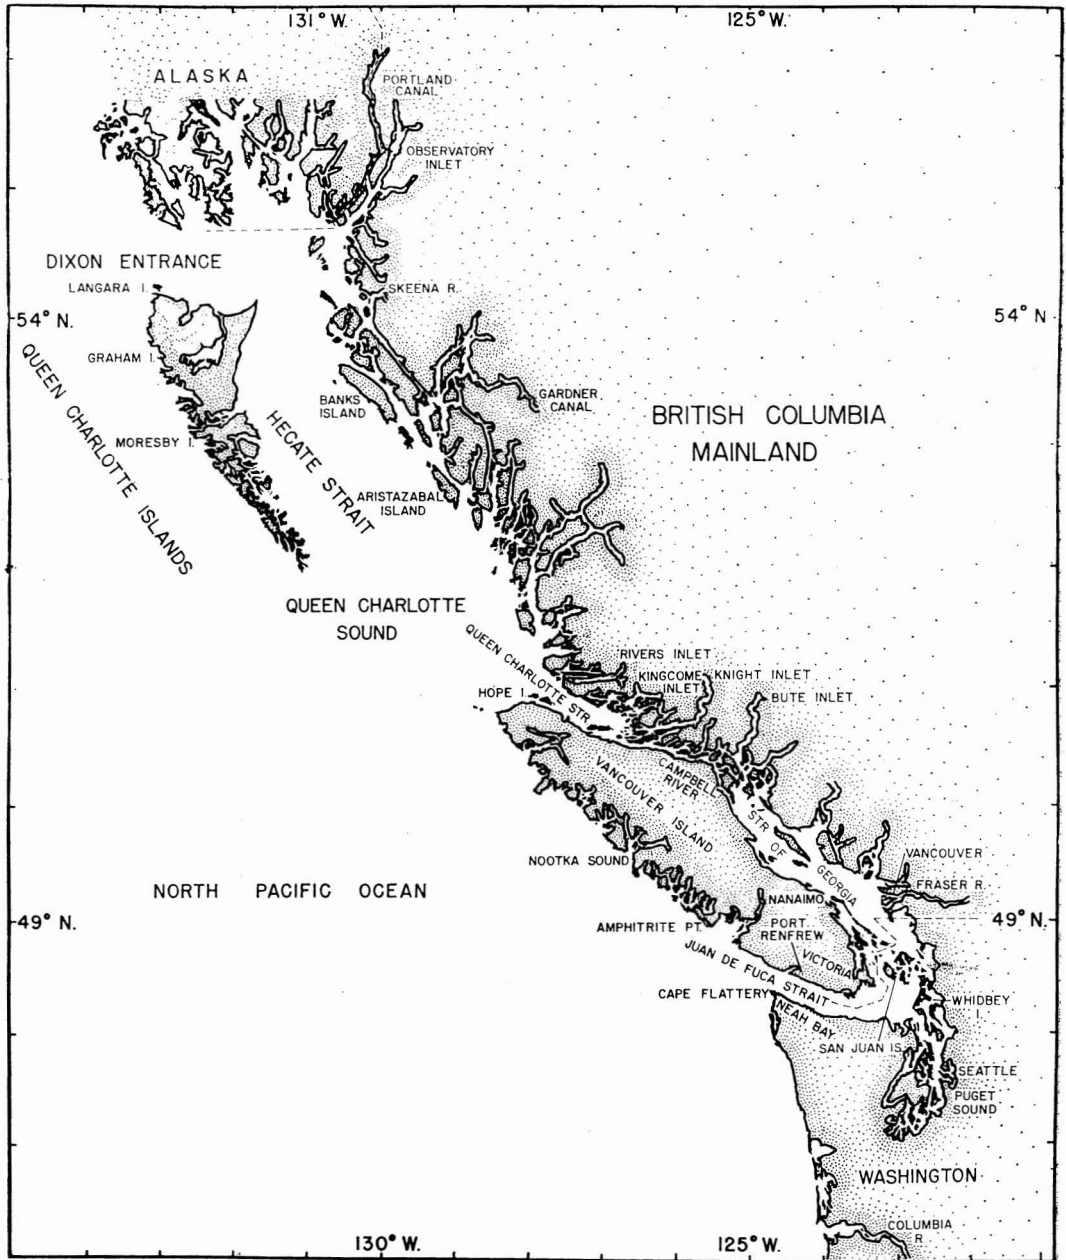 131° W.
125° W.
ALASKA
PORTLAND
CANAL
OBSERVATORY
INLET
DIXON ENTRANCE
LANGARA I.
SKEENA R.
54° N.
54° N
GRAHAM I.
QUEEN CHARLOTTE ISLANDS
BANKS
ISLAND
GARDNER
CANAL
BRITISH COLUMBIA
MAINLAND
HECATE STRAIT
MORESBY I.
ARISTAZABAL
ISLAND
QUEEN CHARLOTTE
SOUND
QUEEN CHARLOTTE STR.
RIVERS INLET
KINGCOME
INLET
KNIGHT INLET
HOPE I.
BUTE INLET
CAMPBELL
RIVER
VANCOUVER ISLAND
STR OF
GEORGIA
NOOTKA SOUND
VANCOUVER
FRASER R.
NORTH PACIFIC OCEAN
NANAIMO
49° N.
49° N.
AMPHITRITE PT.
PORT
RENFREW
VICTORIA
JUAN DE FUCA STRAIT
CAPE FLATTERY
NEAH BAY
WHIDBEY
I
SAN JUAN IS.
SEATTLE
PUGET
SOUND
WASHINGTON
COLUMBIA
R
130° W.
125° W.